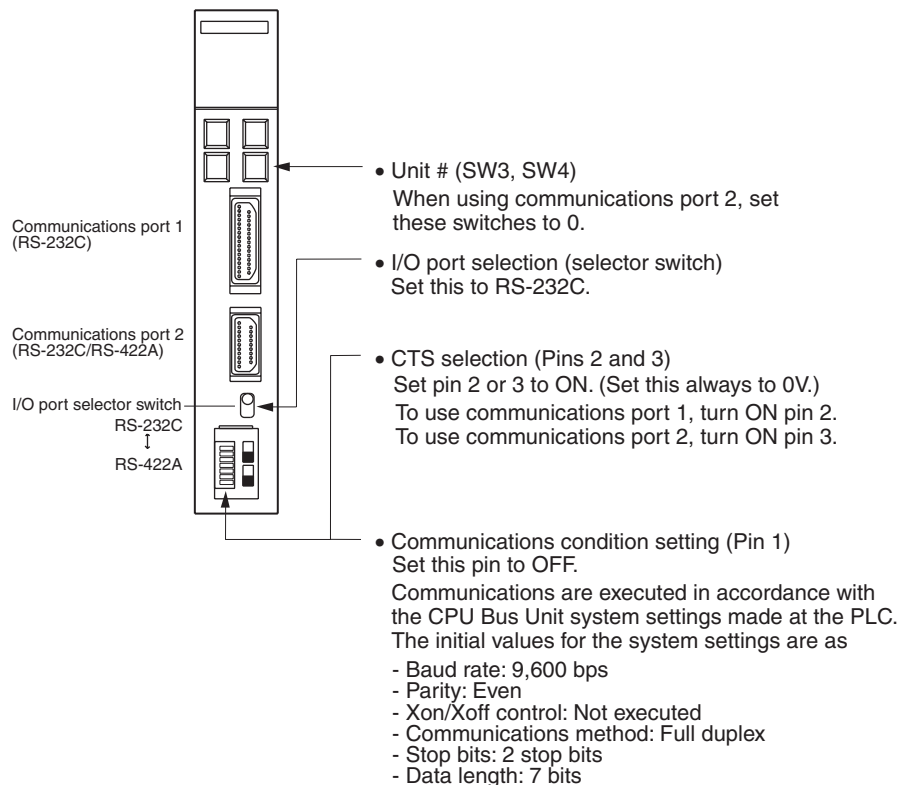 Communications port 1
(RS-232C)
Communications port 2
(RS-232C/RS-422A)
I/O port selector switch
RS-232C
↕
RS-422A
• Unit # (SW3, SW4)
When using communications port 2, set
these switches to 0.
• I/O port selection (selector switch)
Set this to RS-232C.
• CTS selection (Pins 2 and 3)
Set pin 2 or 3 to ON. (Set this always to 0V.)
To use communications port 1, turn ON pin 2.
To use communications port 2, turn ON pin 3.
• Communications condition setting (Pin 1)
Set this pin to OFF.
Communications are executed in accordance with
the CPU Bus Unit system settings made at the PLC.
The initial values for the system settings are as
- Baud rate: 9,600 bps
- Parity: Even
- Xon/Xoff control: Not executed
- Communications method: Full duplex
- Stop bits: 2 stop bits
- Data length: 7 bits